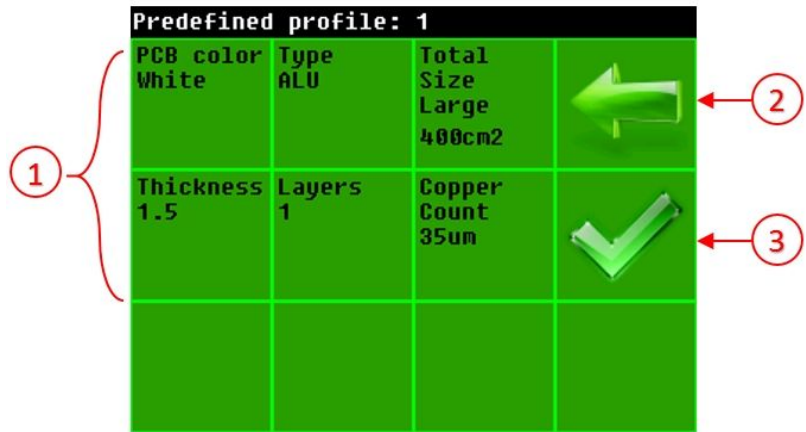 Predefined profile: 1
PCB color
White
Type
ALU
Total
Size
Large
400cm2
Thickness
1.5
Layers
1
Copper
Count
35um
1
2
3